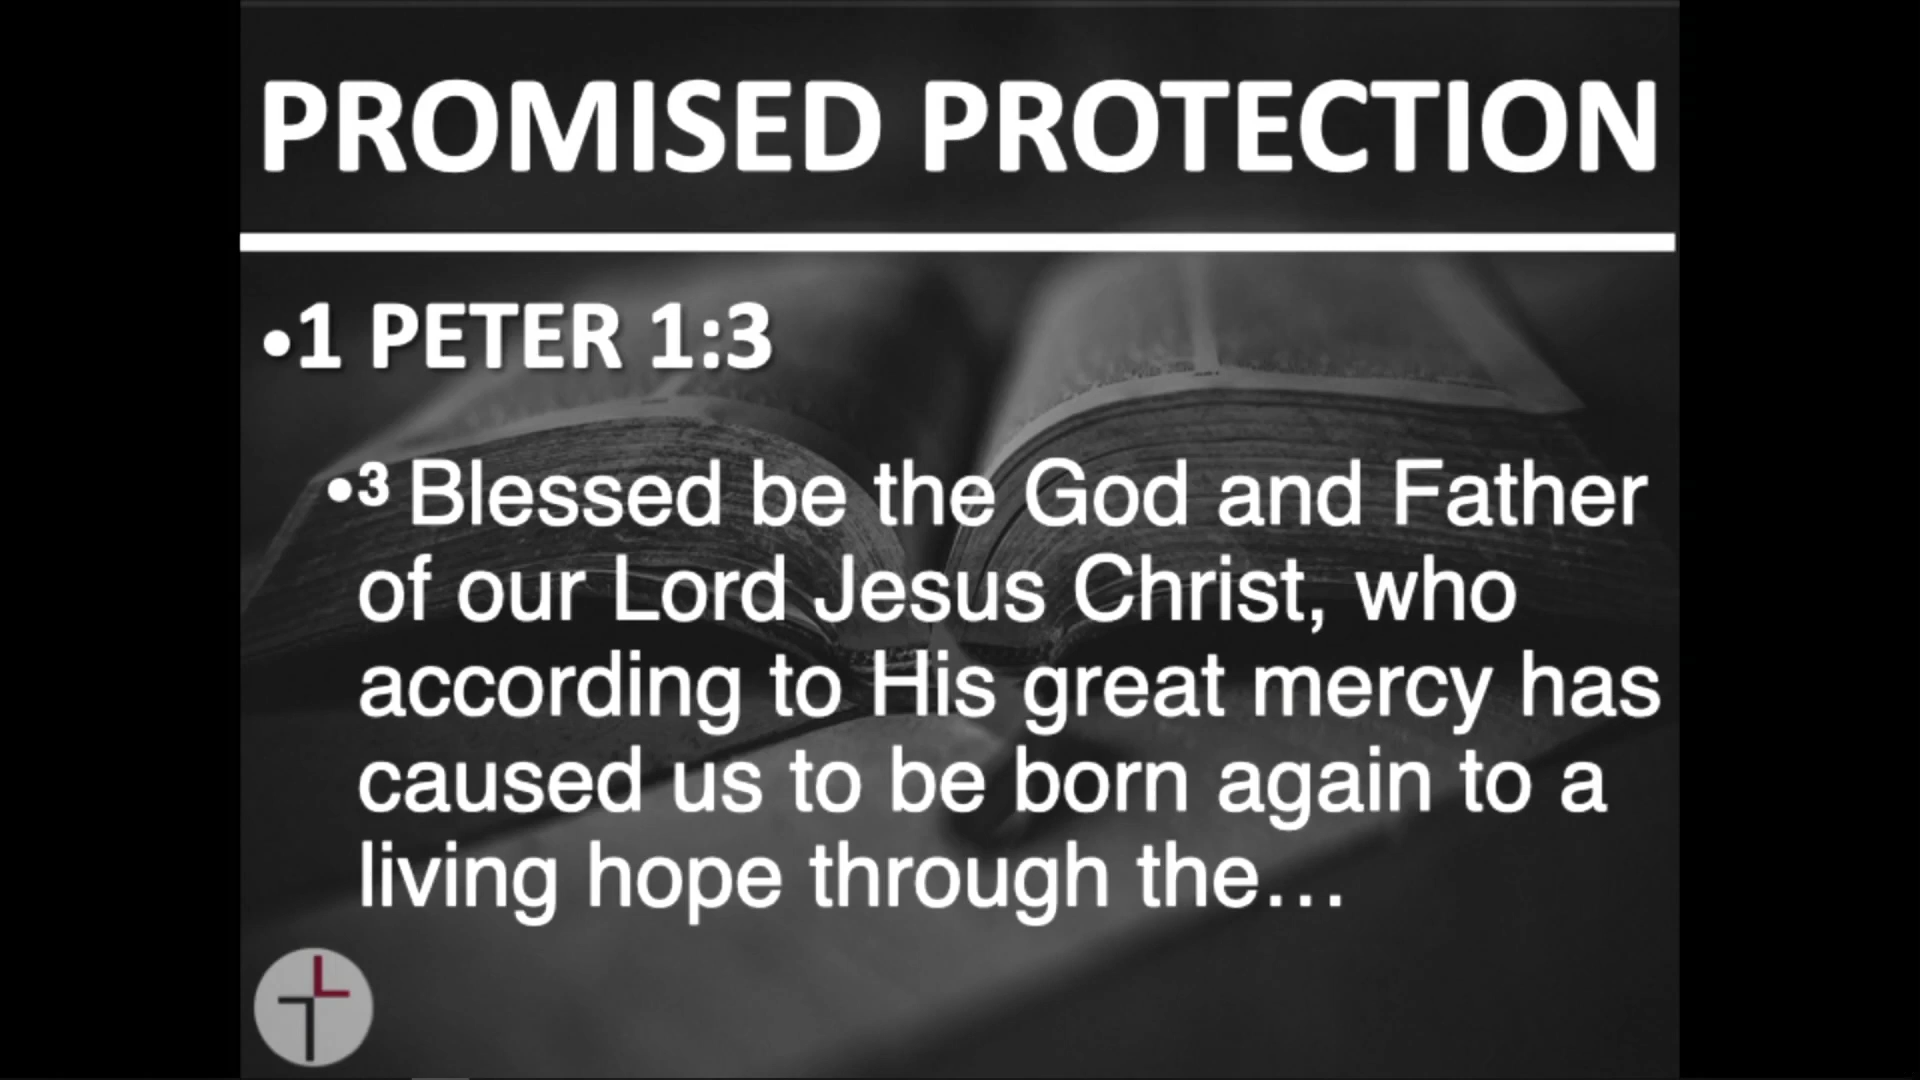 PROMISED PROTECTION
•1 PETER 1:3
•3 Blessed be the God and Father
of our Lord Jesus Christ, who
according to His great mercy has
caused us to be born again to a
living hope through the…